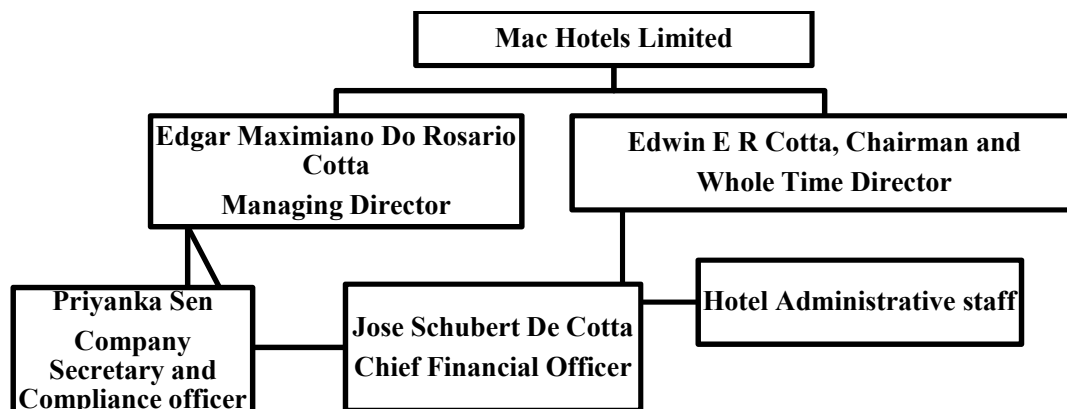 Mac Hotels Limited
Edgar Maximiano Do Rosario
Cotta
Managing Director
Edwin E R Cotta, Chairman and
Whole Time Director
Priyanka Sen
Company
Secretary and
Compliance officer
Jose Schubert De Cotta
Chief Financial Officer
Hotel Administrative staff